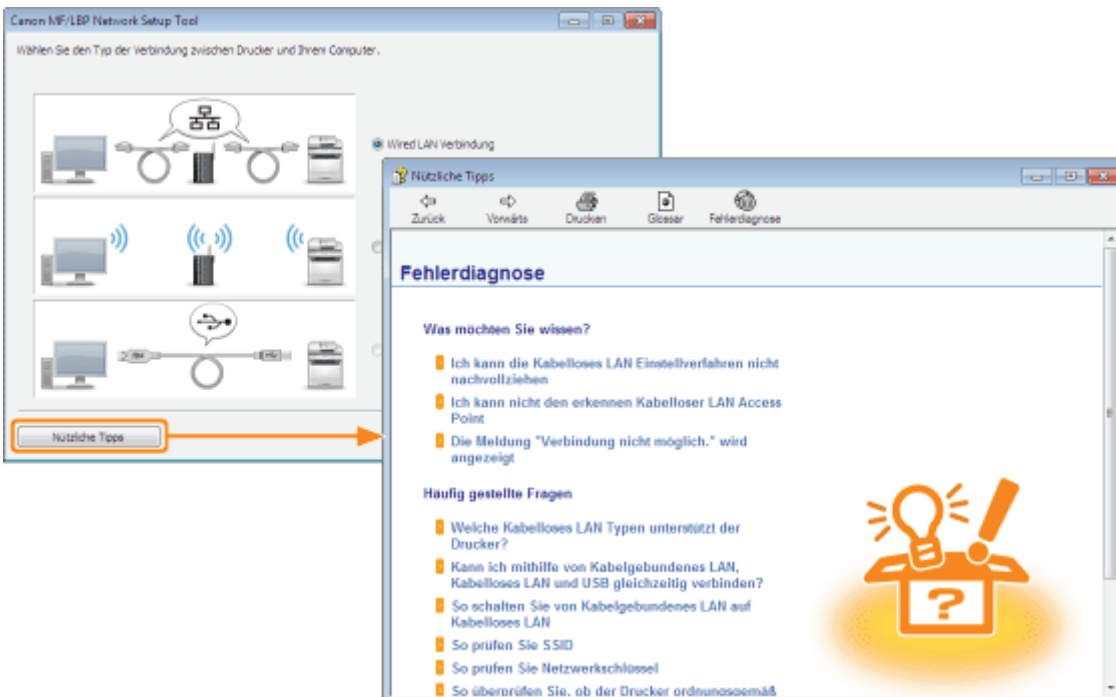 Canon MF/LBP Network Setup Tool
Wählen Sie den Typ der Verbindung zwischen Drucker und Ihrem Computer.
Wired LAN Verbindung
Nützliche Tipps
Nützliche Tipps
Zurück Vorwärts Drucken Glossar Fehlerdiagnose
Fehlerdiagnose
Was möchten Sie wissen?
Ich kann die Kabelloses LAN Einstellverfahren nicht
nachvollziehen
Ich kann nicht den erkennen Kabelloser LAN Access
Point
Die Meldung "Verbindung nicht möglich." wird
angezeigt
Häufig gestellte Fragen
Welche Kabelloses LAN Typen unterstützt der
Drucker?
Kann ich mithilfe von Kabelgebundenes LAN,
Kabelloses LAN und USB gleichzeitig verbinden?
So schalten Sie von Kabelgebundenes LAN auf
Kabelloses LAN
So prüfen Sie SSID
So prüfen Sie Netzwerkschlüssel
So überprüfen Sie, ob der Drucker ordnungsgemäß
?